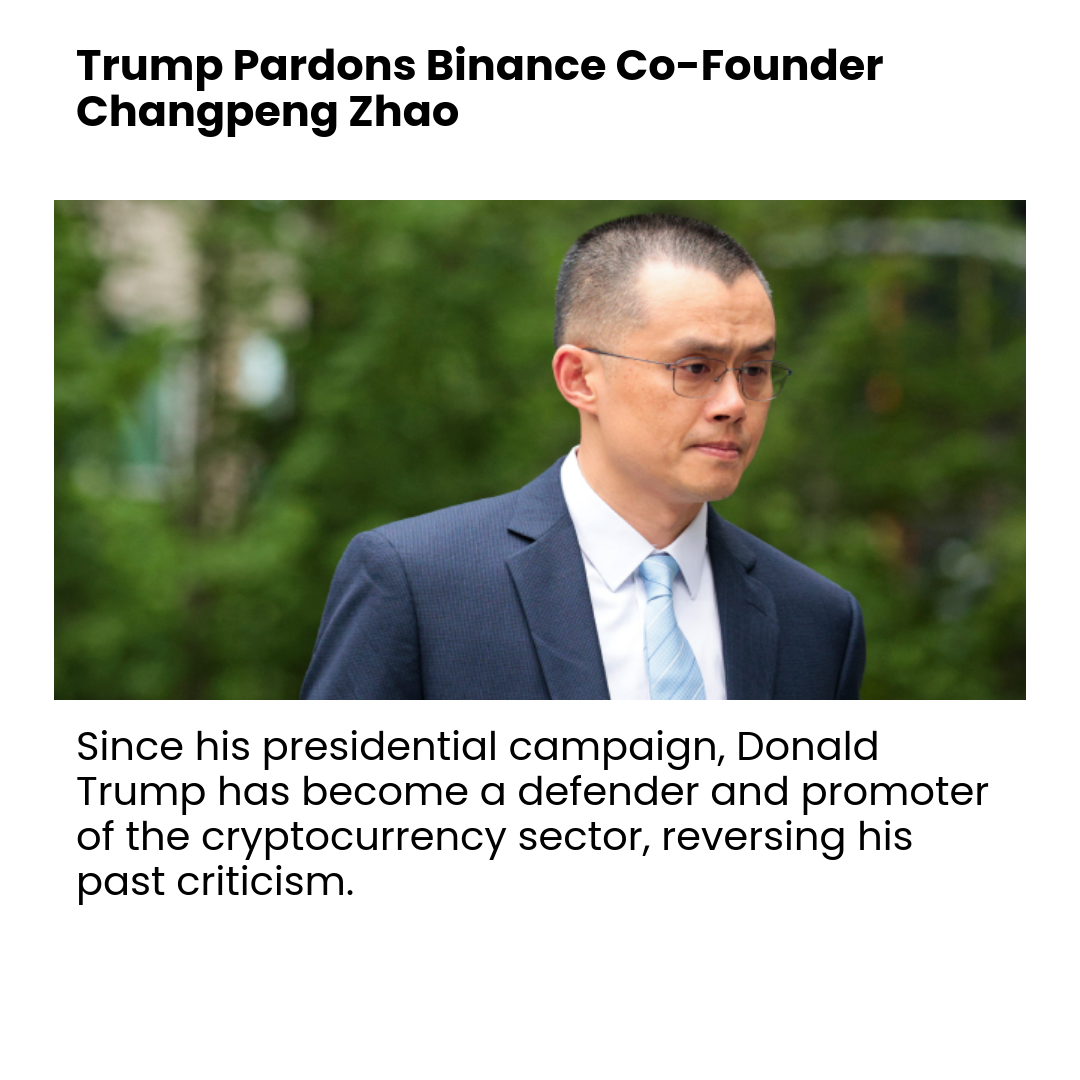 Trump Pardons Binance Co-Founder
Changpeng Zhao
Since his presidential campaign, Donald
Trump has become a defender and promoter
of the cryptocurrency sector, reversing his
past criticism.